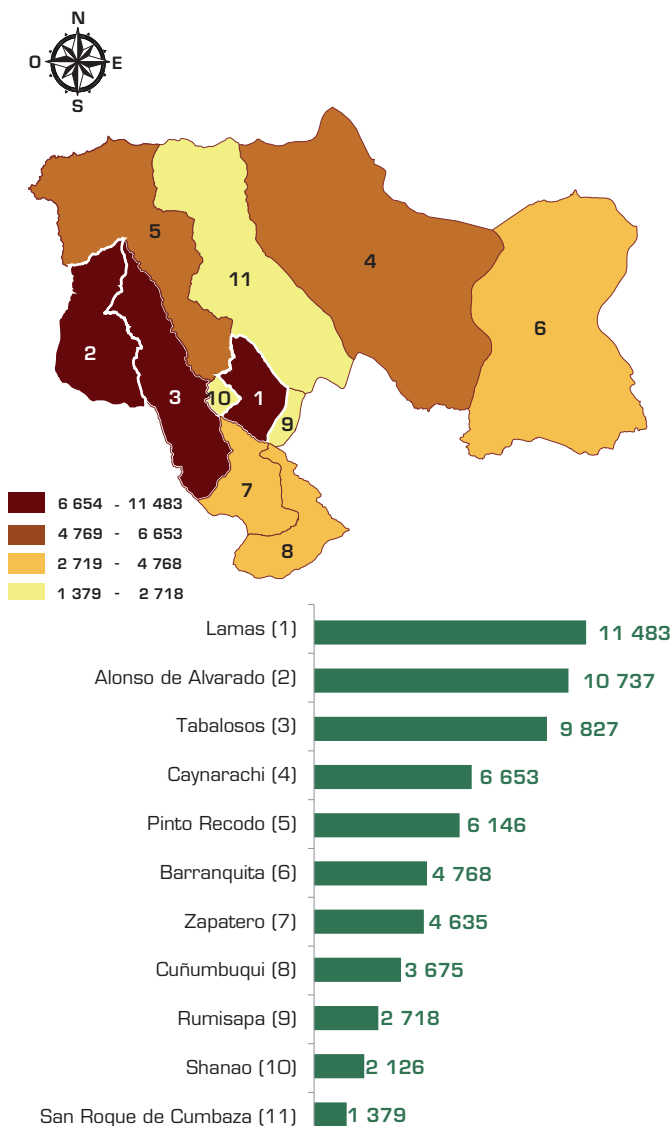 N
O E
S
5
11
4
6
2
3
10
1
9
7
8
6 654 - 11 483
4 769 - 6 653
2 719 - 4 768
1 379 - 2 718
Lamas (1) 11 483
Alonso de Alvarado (2) 10 737
Tabalosos (3) 9 827
Caynarachi (4) 6 653
Pinto Recodo (5) 6 146
Barranquita (6) 4 768
Zapatero (7) 4 635
Cuñumbuqui (8) 3 675
Rumisapa (9) 2 718
Shanao (10) 2 126
San Roque de Cumbaza (11) 1 379